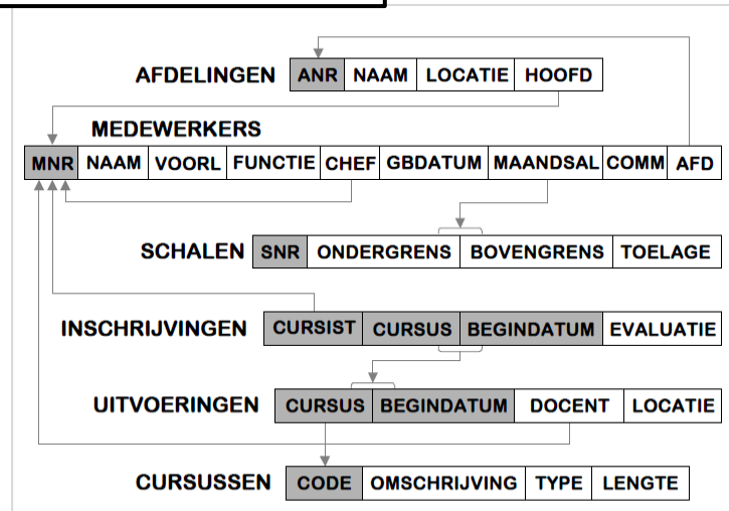 AFDELINGEN ANR NAAM LOCATIE HOOFD
MEDEWERKERS
MNR NAAM VOORL FUNCTIE CHEF GBDATUM MAANDSAL COMM AFD
SCHALEN SNR ONDERGRENS BOVENGRENS TOELAGE
INSCHRIJVINGEN CURSIST CURSUS BEGINDATUM EVALUATIE
UITVOERINGEN CURSUS BEGINDATUM DOCENT LOCATIE
CURSUSSEN CODE OMSCHRIJVING TYPE LENGTE